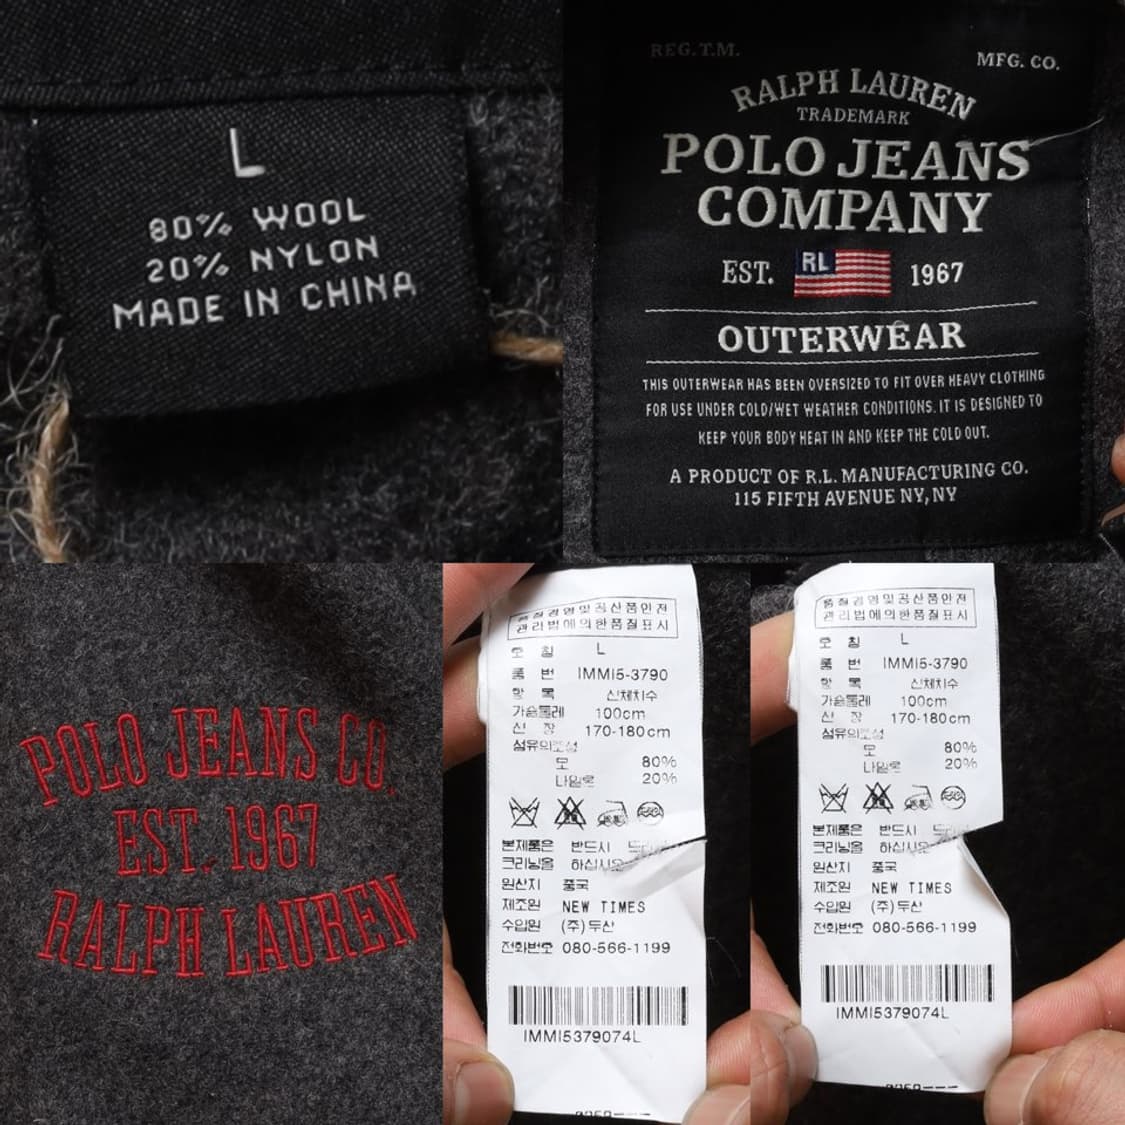 L
80% WOOL
20% NYLON
MADE IN CHINA
REG.T.M.
MFG. CO.
RALPH LAUREN
TRADEMARK
POLO JEANS
COMPANY
EST. RL 1967
OUTERWEAR
THIS OUTERWEAR HAS BEEN OVERSIZED TO FIT OVER HEAVY CLOTHING
FOR USE UNDER COLD/WET WEATHER CONDITIONS. IT IS DESIGNED TO
KEEP YOUR BODY HEAT IN AND KEEP THE COLD OUT.
A PRODUCT OF R.L. MANUFACTURING CO.
115 FIFTH AVENUE NY, NY
POLO JEANS CO.
EST. 1967
RALPH LAUREN
품질경영및공산품안전
관리법에의한품질표시
호 칭 L
품 번 IMMI5-3790
항 목 신체치수
가슴둘레 100cm
신 장 170-180cm
섬유의조성
모 80%
나일론 20%
본제품은 반드시
크리닝을 하십시오
원산지 중국
제조원 NEW TIMES
수입원 (주)두산
전화번호 080-566-1199
IMMI5379074L
품질경영및공산품안전
관리법에의한품질표시
호 칭 L
품 번 IMMI5-3790
항 목 신체치수
가슴둘레 100cm
신 장 170-180cm
섬유의조성
모 80%
나일론 20%
본제품은 반드시
크리닝을 하십시오
원산지 중국
제조원 NEW TIMES
수입원 (주)두산
전화번호 080-566-1199
IMMI5379074L